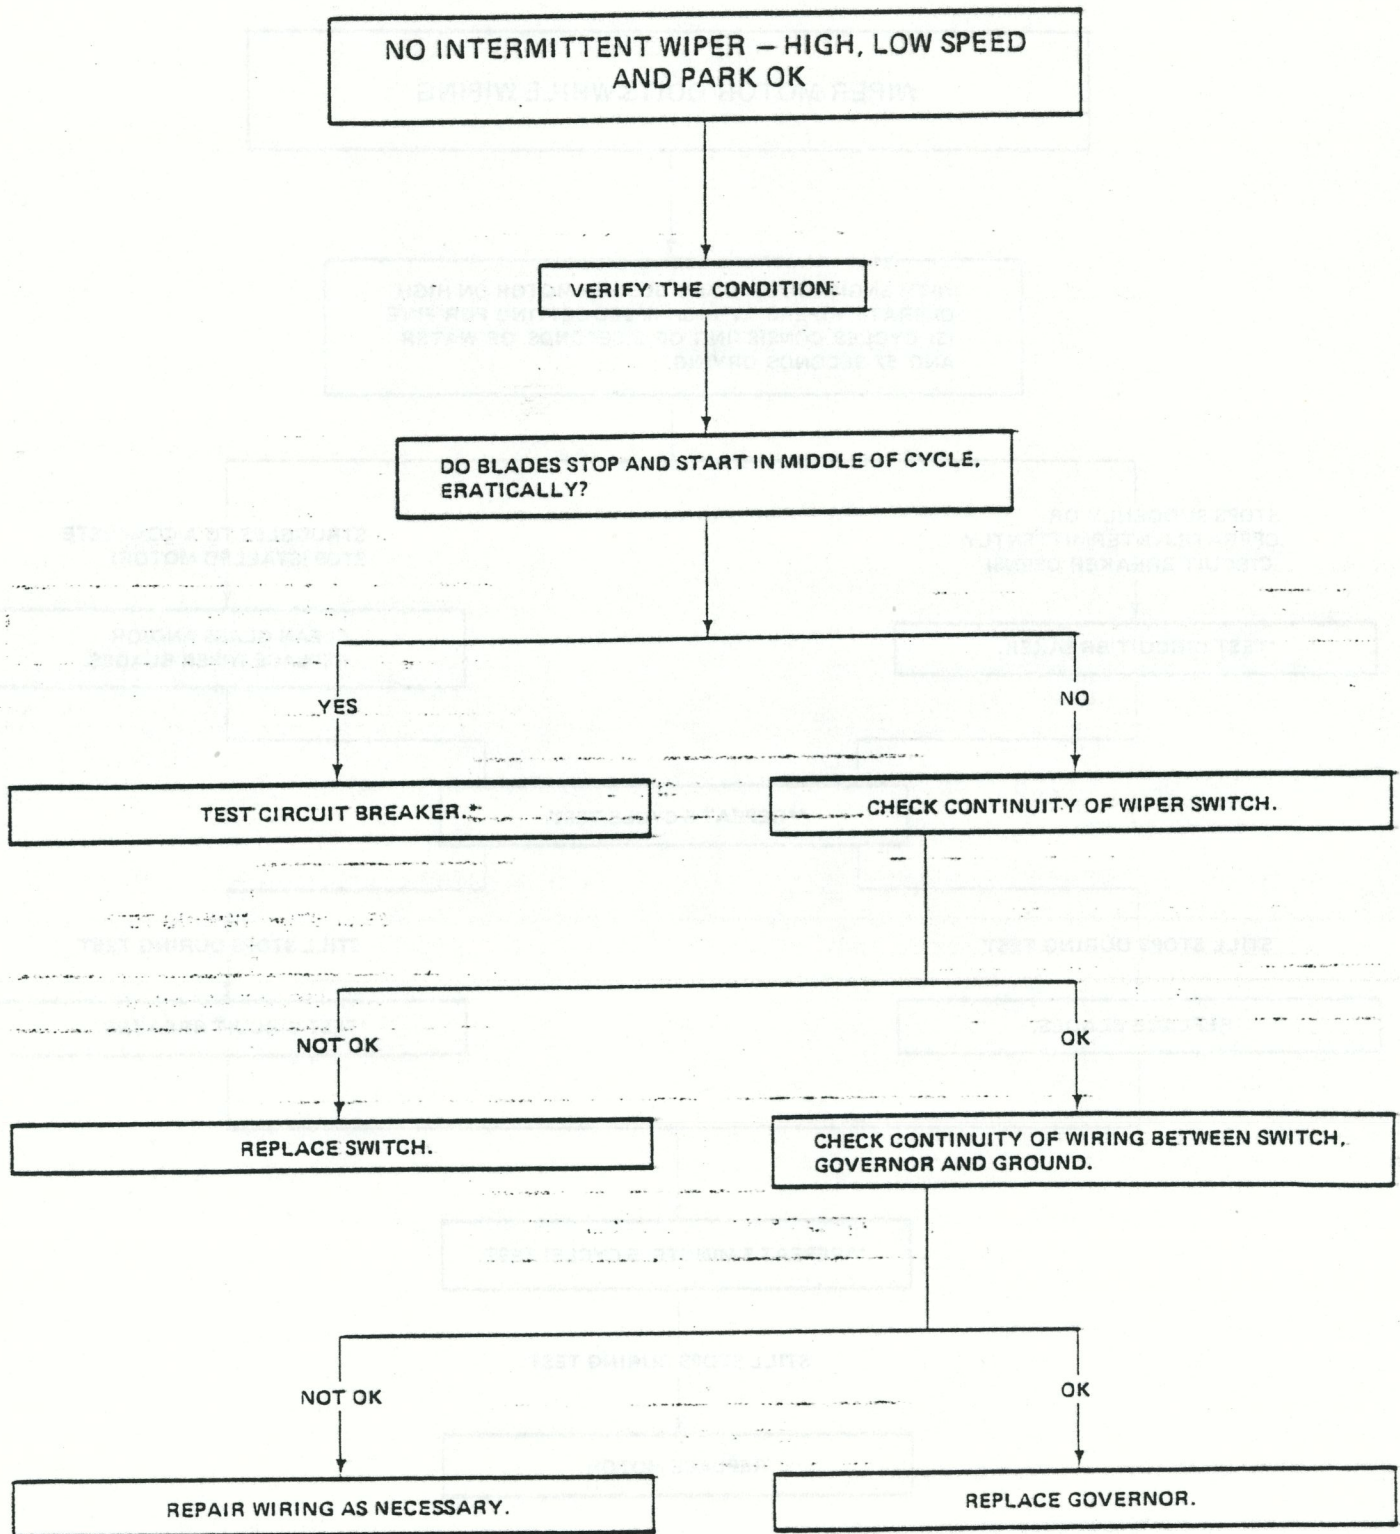 NO INTERMITTENT WIPER – HIGH, LOW SPEED
AND PARK OK
VERIFY THE CONDITION.
DO BLADES STOP AND START IN MIDDLE OF CYCLE,
ERATICALLY?
YES
NO
TEST CIRCUIT BREAKER.
CHECK CONTINUITY OF WIPER SWITCH.
NOT OK
OK
REPLACE SWITCH.
CHECK CONTINUITY OF WIRING BETWEEN SWITCH,
GOVERNOR AND GROUND.
NOT OK
OK
REPAIR WIRING AS NECESSARY.
REPLACE GOVERNOR.